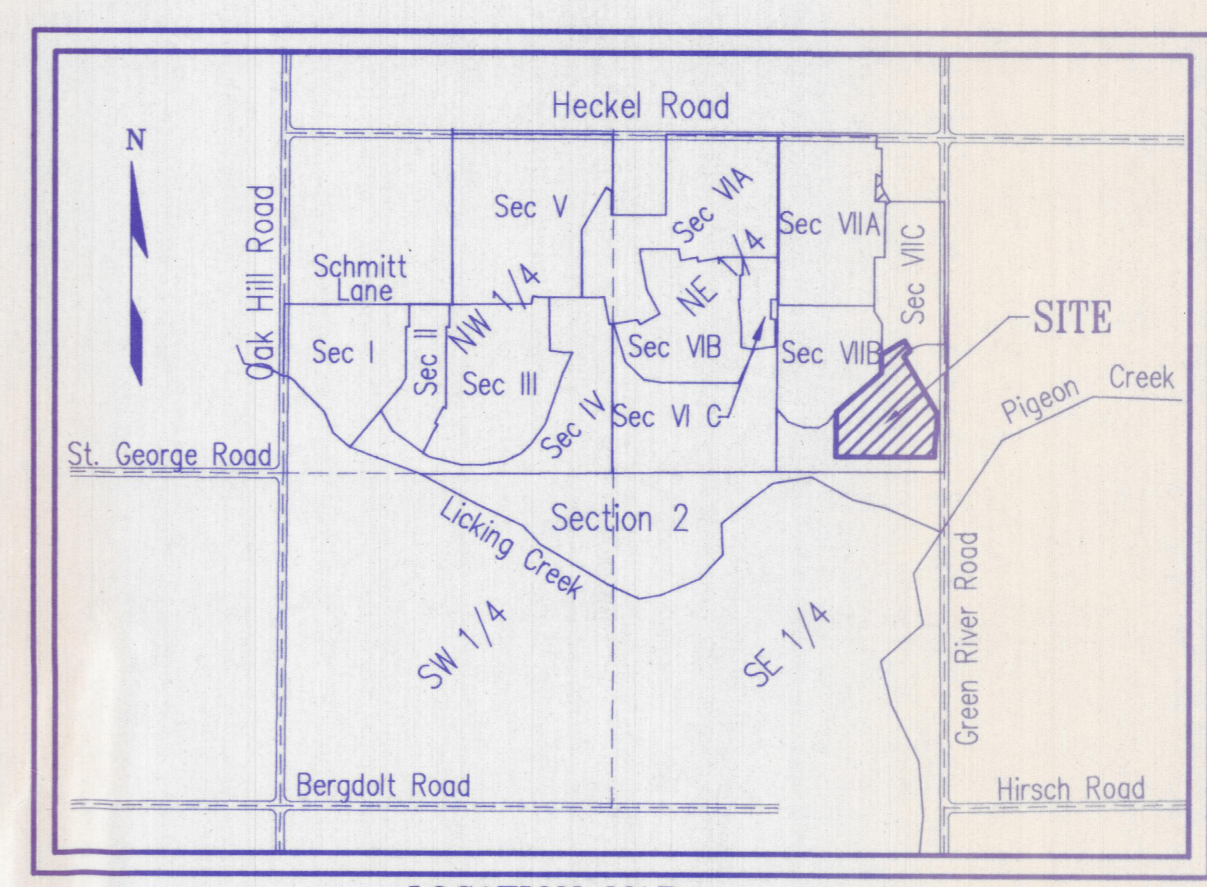 Heckel Road
N
Oak Hill Road
Sec V
Sec VIA
Sec VIIA
Sec VIIC
Schmitt
Lane
NW 1/4
NE 1/4
SITE
Sec I
Sec II
Sec III
Sec VIB
Sec VIIB
Pigeon Creek
Sec IV
Sec VI C
St. George Road
Licking Creek
Section 2
Green River Road
SW 1/4
SE 1/4
Bergdolt Road
Hirsch Road
LOCATION MAP